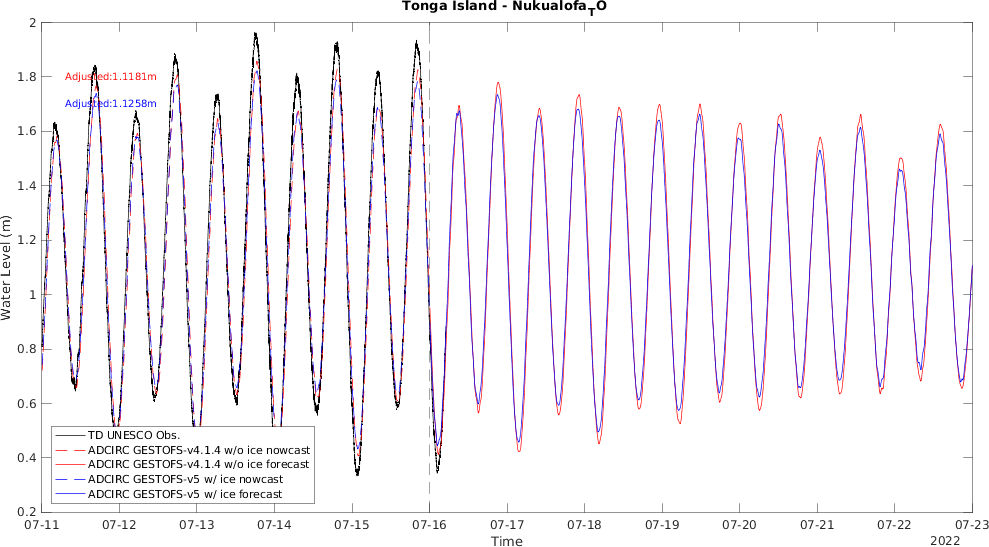 Tonga Island - NukualofaTO
2
1.8
1.6
1.4
1.2
1
0.8
0.6
0.4
0.2
Water Level (m)
Adjusted:1.1181m
Adjusted:1.1258m
TD UNESCO Obs.
ADCIRC GESTOFS-v4.1.4 w/o ice nowcast
ADCIRC GESTOFS-v4.1.4 w/o ice forecast
ADCIRC GESTOFS-v5 w/ ice nowcast
ADCIRC GESTOFS-v5 w/ ice forecast
07-11 07-12 07-13 07-14 07-15 07-16 07-17 07-18 07-19 07-20 07-21 07-22 07-23
Time
2022